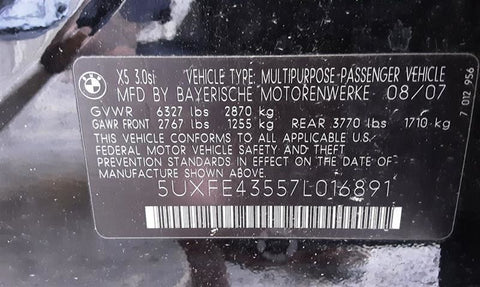 X5 3.0si VEHICLE TYPE: MULTIPURPOSE-PASSENGER VEHICLE
MFD BY BAYERISCHE MOTORENWERKE 08/07
GVWR 6327 lbs 2870 kg
GAWR FRONT 2767 lbs 1255 kg REAR 3770 lbs 1710 kg
THIS VEHICLE CONFORMS TO ALL APPLICABLE U.S.
FEDERAL MOTOR VEHICLE SAFETY AND THEFT
PREVENTION STANDARDS IN EFFECT ON THE DATE OF
MANUFACTURE SHOWN ABOVE.
5UXFE43557L016891
7 012 956
BMW